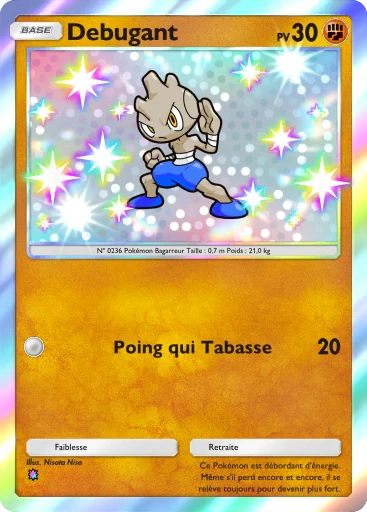 BASE Debugant PV 30
N° 0236 Pokémon Bagarreur Taille : 0,7 m Poids : 21,0 kg
Poing qui Tabasse 20
Faiblesse Retraite
Illus. Nisota Niso
Ce Pokémon est débordant d'énergie.
Même s'il perd encore et encore, il se
relève toujours pour devenir plus fort.